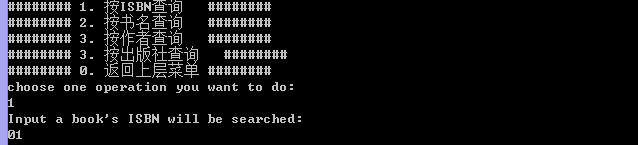 ######## 1. 按ISBN查询 ########
######## 2. 按书名查询 ########
######## 3. 按作者查询 ########
######## 3. 按出版社查询 ########
######## 0. 返回上层菜单 ########
choose one operation you want to do:
1
Input a book's ISBN will be searched:
01